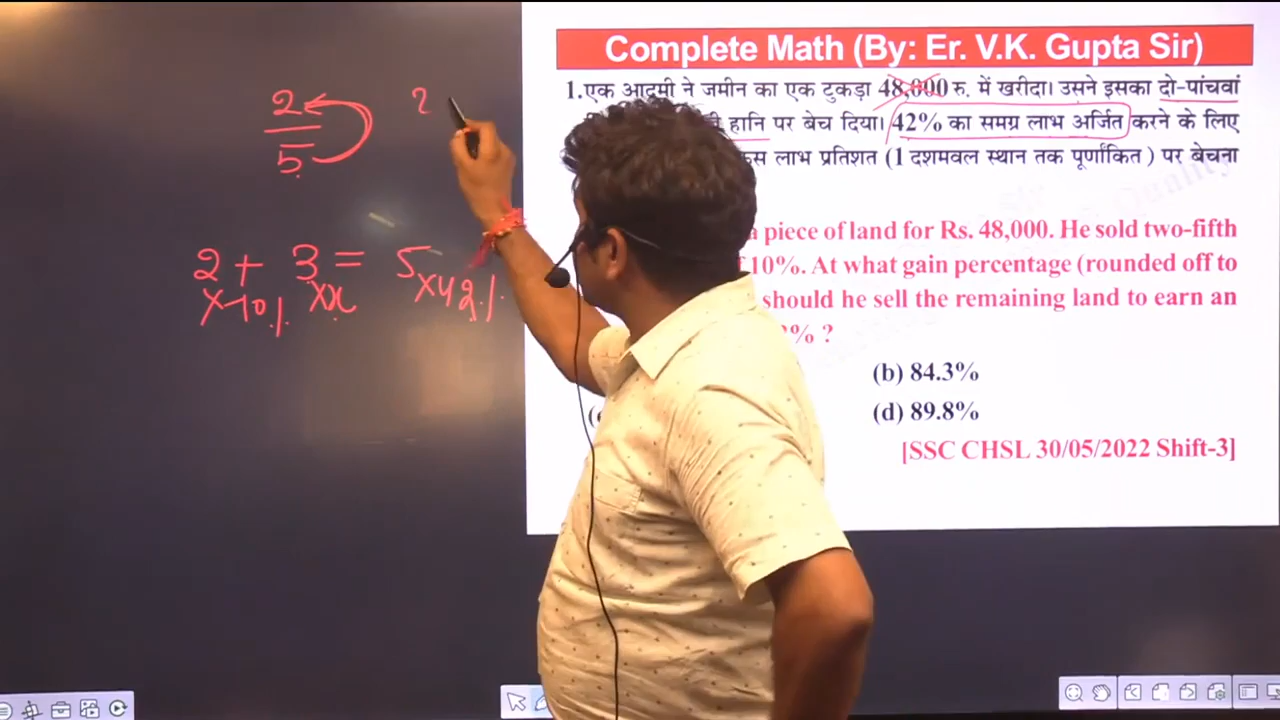 Complete Math (By: Er. V.K. Gupta Sir)
1.एक आदमी ने जमीन का एक टुकड़ा 48,000 रु. में खरीदा। उसने इसका दो-पांचवां
हानि पर बेच दिया। 42% का समग्र लाभ अर्जित करने के लिए
लाभ प्रतिशत (1 दशमवल स्थान तक पूर्णांकित ) पर बेचना
a piece of land for Rs. 48,000. He sold two-fifth
10%. At what gain percentage (rounded off to
should he sell the remaining land to earn an
% ?
(b) 84.3%
(d) 89.8%
[SSC CHSL 30/05/2022 Shift-3]
2
5
2
2 + 3 = 5
x-10% xx x42%